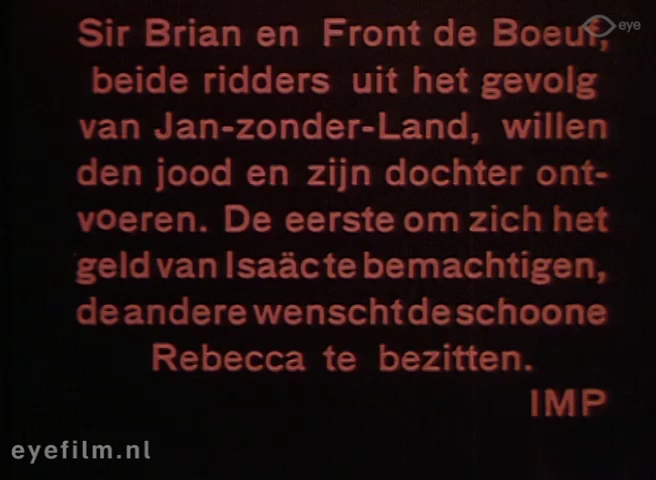 Sir Brian en Front de Boeuf,
eye
beide ridders uit het gevolg
van Jan-zonder-Land, willen
den jood en zijn dochter ont-
voeren. De eerste om zich het
geld van Isaäc te bemachtigen,
de andere wenscht de schoone
Rebecca te bezitten.
IMP
eyefilm.nl